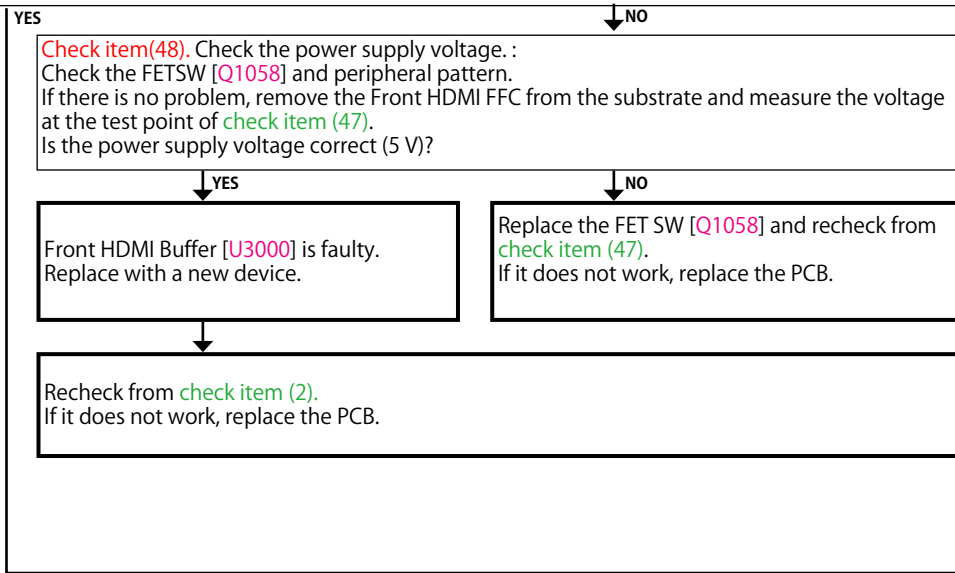 YES
NO
Check item(48). Check the power supply voltage. :
Check the FETSW [Q1058] and peripheral pattern.
If there is no problem, remove the Front HDMI FFC from the substrate and measure the voltage
at the test point of check item (47).
Is the power supply voltage correct (5 V)?
YES
NO
Front HDMI Buffer [U3000] is faulty.
Replace with a new device.
Replace the FET SW [Q1058] and recheck from
check item (47).
If it does not work, replace the PCB.
Recheck from check item (2).
If it does not work, replace the PCB.